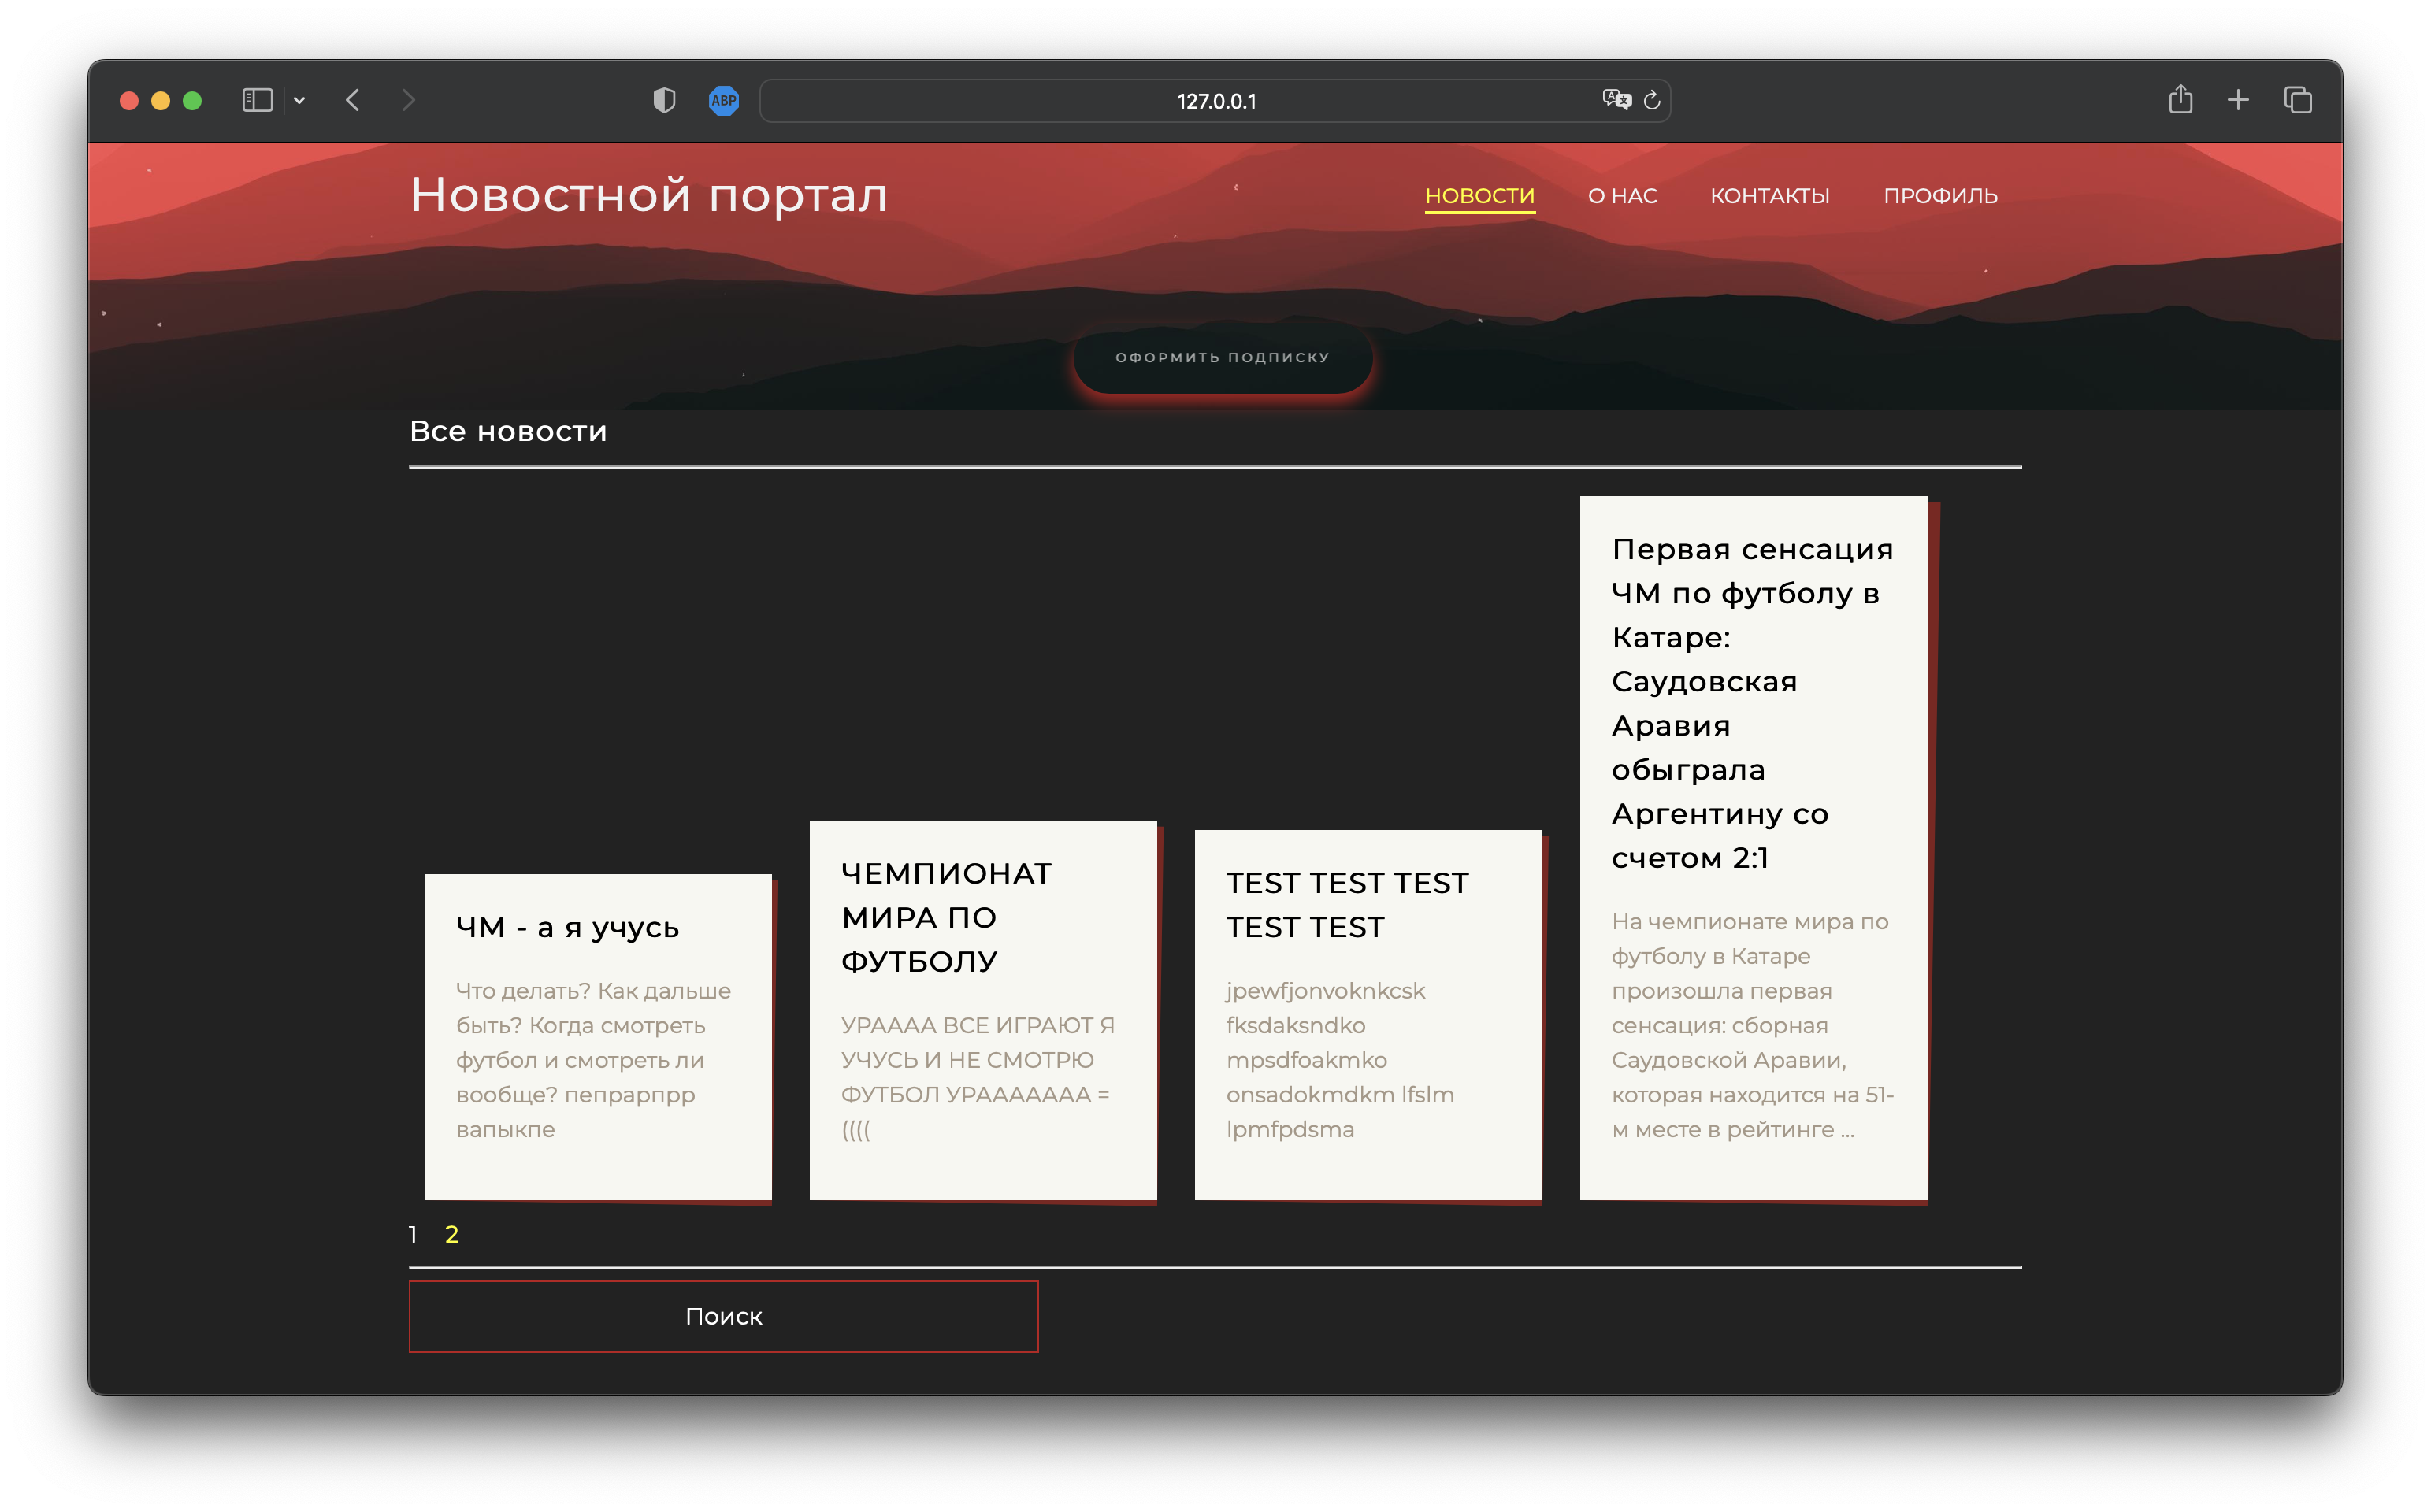 ABP
127.0.0.1
Новостной портал
НОВОСТИ
О НАС
КОНТАКТЫ
ПРОФИЛЬ
ОФОРМИТЬ ПОДПИСКУ
Все новости
ЧМ - а я учусь
Что делать? Как дальше
быть? Когда смотреть
футбол и смотреть ли
вообще? пепрарпрр
вапыкпе
ЧЕМПИОНАТ
МИРА ПО
ФУТБОЛУ
УРАААА ВСЕ ИГРАЮТ Я
УЧУСЬ И НЕ СМОТРЮ
ФУТБОЛ УРААААААА =
((((
TEST TEST TEST
TEST TEST
jpewfjonvoknkcsk
fksdaksndko
mpsdfoakmko
onsadokmdkm lfslm
lpmfpdsma
Первая сенсация
ЧМ по футболу в
Катаре:
Саудовская
Аравия
обыграла
Аргентину со
счетом 2:1
На чемпионате мира по
футболу в Катаре
произошла первая
сенсация: сборная
Саудовской Аравии,
которая находится на 51-
м месте в рейтинге ...
1 2
Поиск